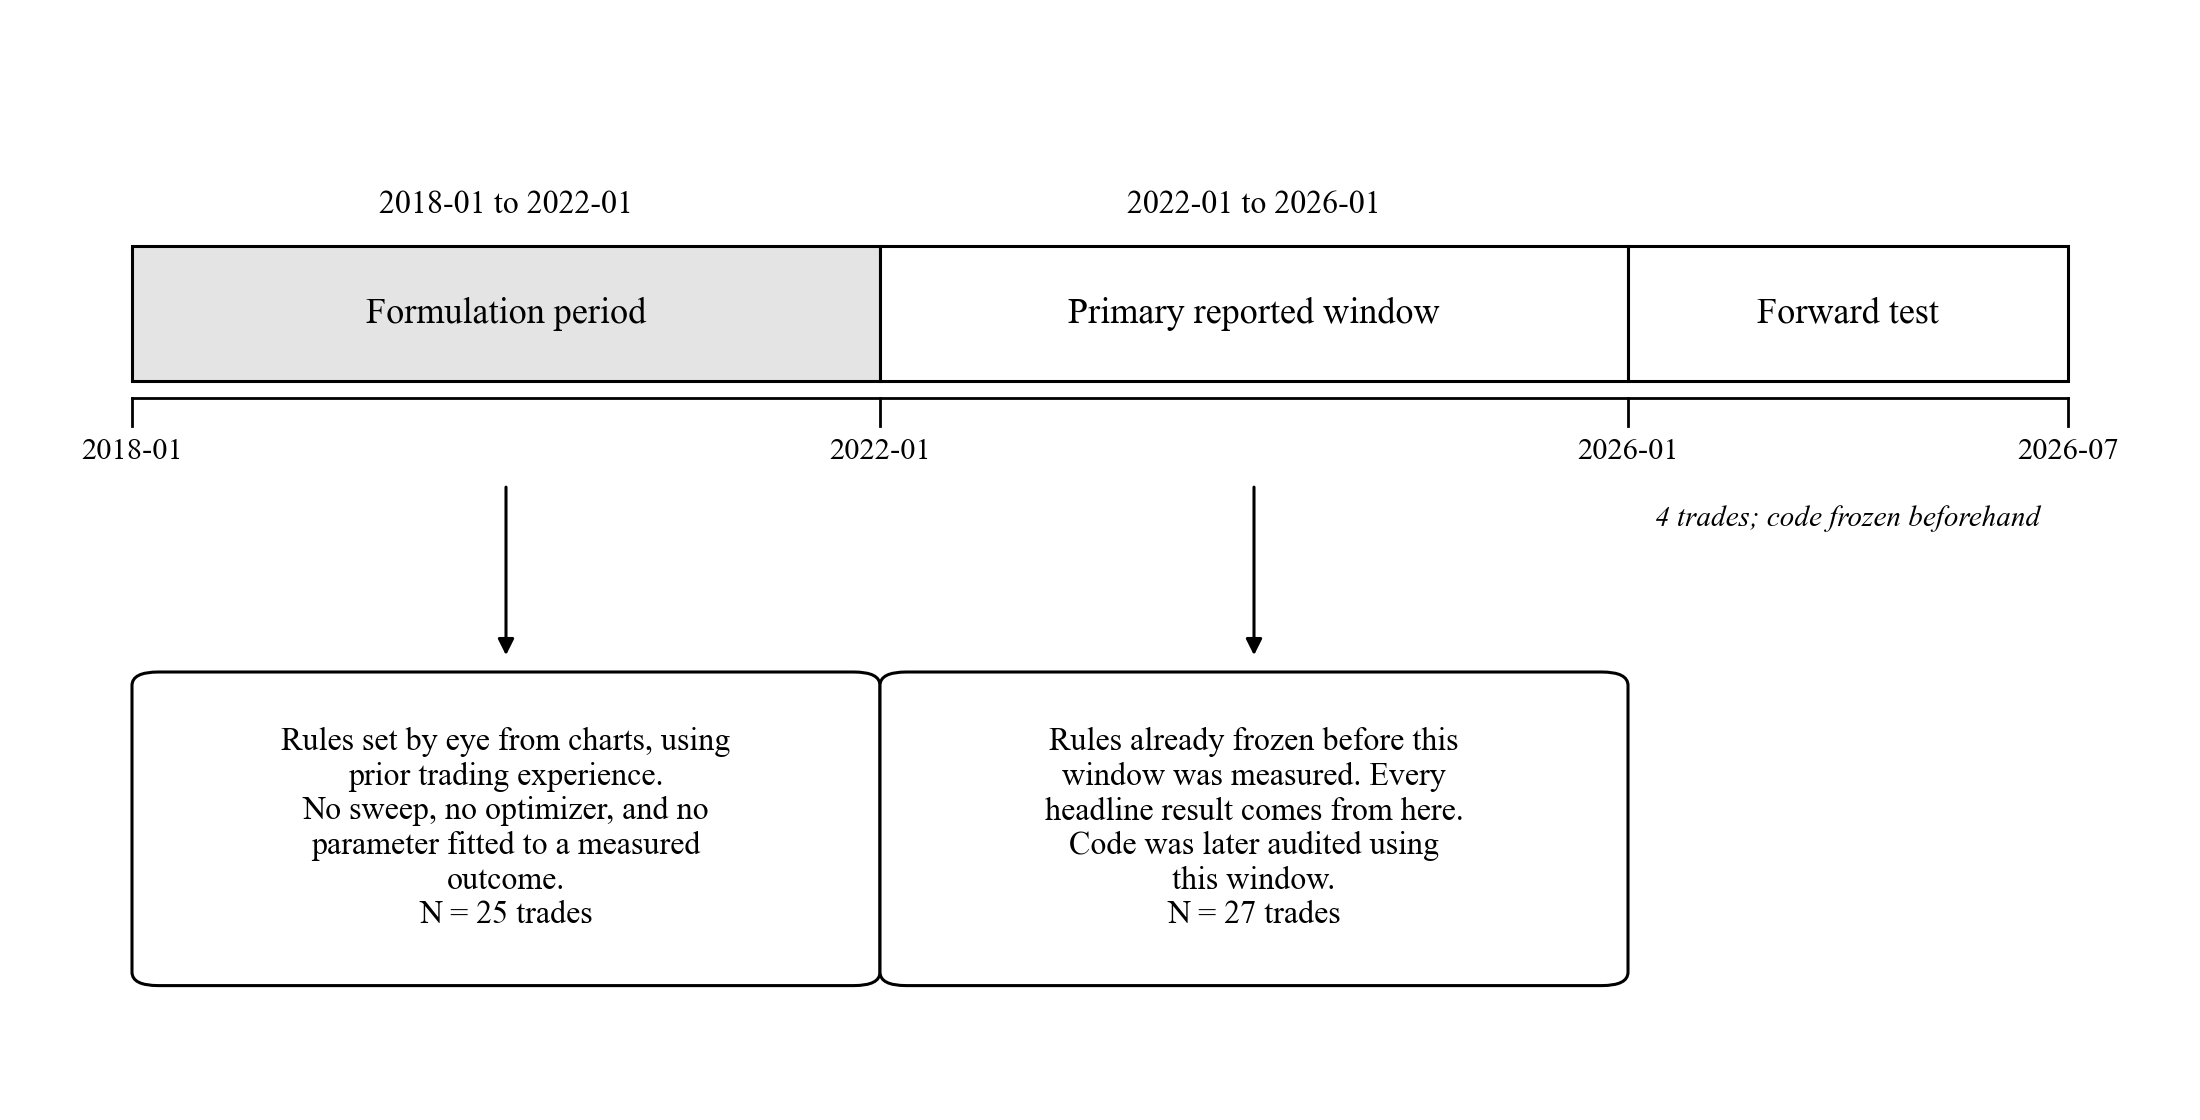 2018-01 to 2022-01
2022-01 to 2026-01
Formulation period
Primary reported window
Forward test
2018-01
2022-01
2026-01
2026-07
4 trades; code frozen beforehand
Rules set by eye from charts, using
prior trading experience.
No sweep, no optimizer, and no
parameter fitted to a measured
outcome.
N = 25 trades
Rules already frozen before this
window was measured. Every
headline result comes from here.
Code was later audited using
this window.
N = 27 trades